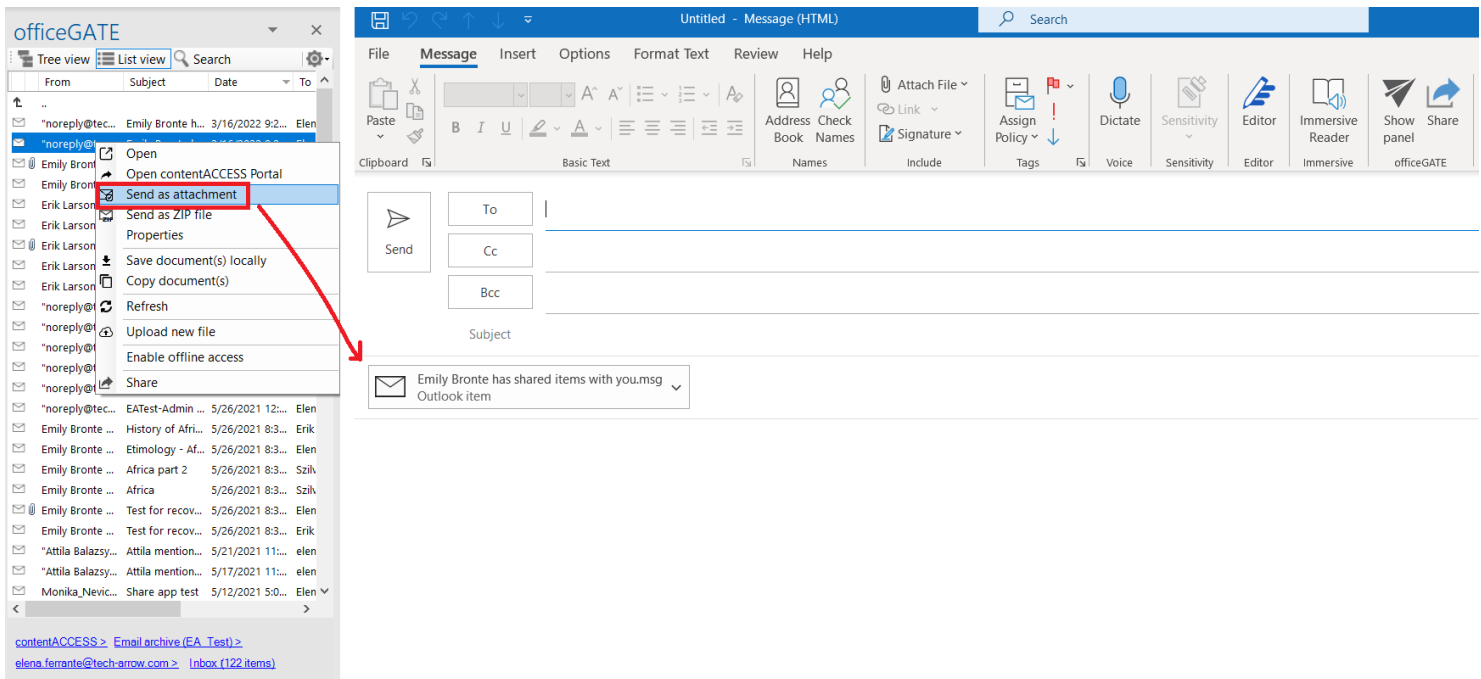 officeGATE
Tree view List view Search
From Subject Date To
..
"noreply@tec... Emily Bronte h... 3/16/2022 9:2... Elen
"noreply@t
Emily Bront
Emily Bront
Erik Larson
Erik Larson
Erik Larson
Erik Larson
Erik Larson
"noreply@t
"noreply@t
"noreply@t
"noreply@t
"noreply@t
Open
Open contentACCESS Portal
Send as attachment
Send as ZIP file
Properties
Save document(s) locally
Copy document(s)
Refresh
Upload new file
Enable offline access
Share
"noreply@tec... EATest-Admin ... 5/26/2021 12:... Elen
Emily Bronte ... History of Afri... 5/26/2021 8:3... Erik
Emily Bronte ... Etimology - Af... 5/26/2021 8:3... Elen
Emily Bronte ... Africa part 2 5/26/2021 8:3... Szilv
Emily Bronte ... Africa 5/26/2021 8:3... Szilv
Emily Bronte ... Test for recov... 5/26/2021 8:3... Elen
Emily Bronte ... Test for recov... 5/26/2021 8:3... Erik
"Attila Balazsy... Attila mention... 5/21/2021 11:... elen
"Attila Balazsy... Attila mention... 5/17/2021 11:... elen
Monika_Nevic... Share app test 5/12/2021 5:0... Elen
contentACCESS > Email archive (EA_Test) >
elena.ferrante@tech-arrow.com > Inbox (122 items)
Untitled - Message (HTML) Search
File Message Insert Options Format Text Review Help
Paste
Clipboard
B I U A
Basic Text
Address Book
Check Names
Names
Attach File
Link
Signature
Include
Assign Policy
Tags
Dictate
Voice
Sensitivity
Sensitivity
Editor
Editor
Immersive Reader
Immersive
Show panel
Share
officeGATE
Send
To
Cc
Bcc
Subject
Emily Bronte has shared items with you.msg
Outlook item